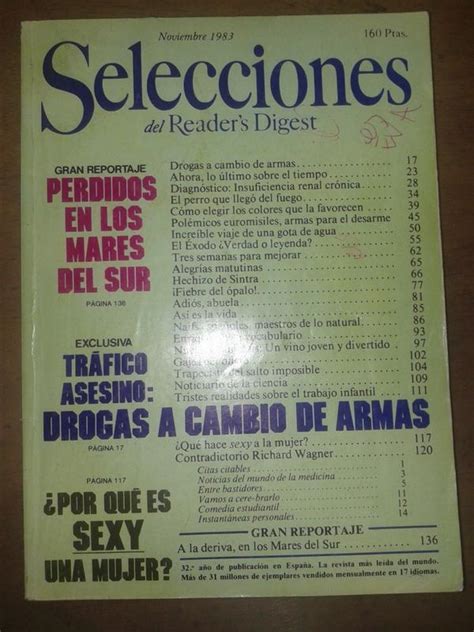 Noviembre 1983
160 Ptas.
Selecciones
del Reader's Digest
GRAN REPORTAJE
PERDIDOS
EN LOS
MARES
DEL SUR
PÁGINA 136
EXCLUSIVA
TRÁFICO
ASESINO:
DROGAS A CAMBIO DE ARMAS
PÁGINA 17
PÁGINA 117
¿POR QUÉ ES
SEXY
UNA MUJER?
Drogas a cambio de armas 17
Ahora, lo último sobre el tiempo 23
Diagnóstico: Insuficiencia renal crónica 28
El perro que llegó del fuego 34
Cómo elegir los colores que la favorecen 39
Polémicos euromisiles, armas para el desarme 45
Increíble viaje de una gota de agua 50
El Éxodo ¿Verdad o leyenda? 55
Tres semanas para mejorar 62
Alegrías matutinas 65
Hechizo de Sintra 66
¡Fiebre del ópalo! 77
Adiós, abuela 81
Así es la vida 85
maestros de lo natural 86
vocabulario 93
Un vino joven y divertido 97
102
salto imposible 104
Noticiario de la ciencia 109
Tristes realidades sobre el trabajo infantil 111
¿Qué hace sexy a la mujer? 117
Contradictorio Richard Wagner 120
Citas citables 1
Noticias del mundo de la medicina 3
Entre bastidores 5
Vamos a cere-brarlo 11
Comedia estudiantil 12
Instantáneas personales 14
GRAN REPORTAJE
A la deriva, en los Mares del Sur 136
32.º año de publicación en España. La revista más leída del mundo.
Más de 31 millones de ejemplares vendidos mensualmente en 17 idiomas.